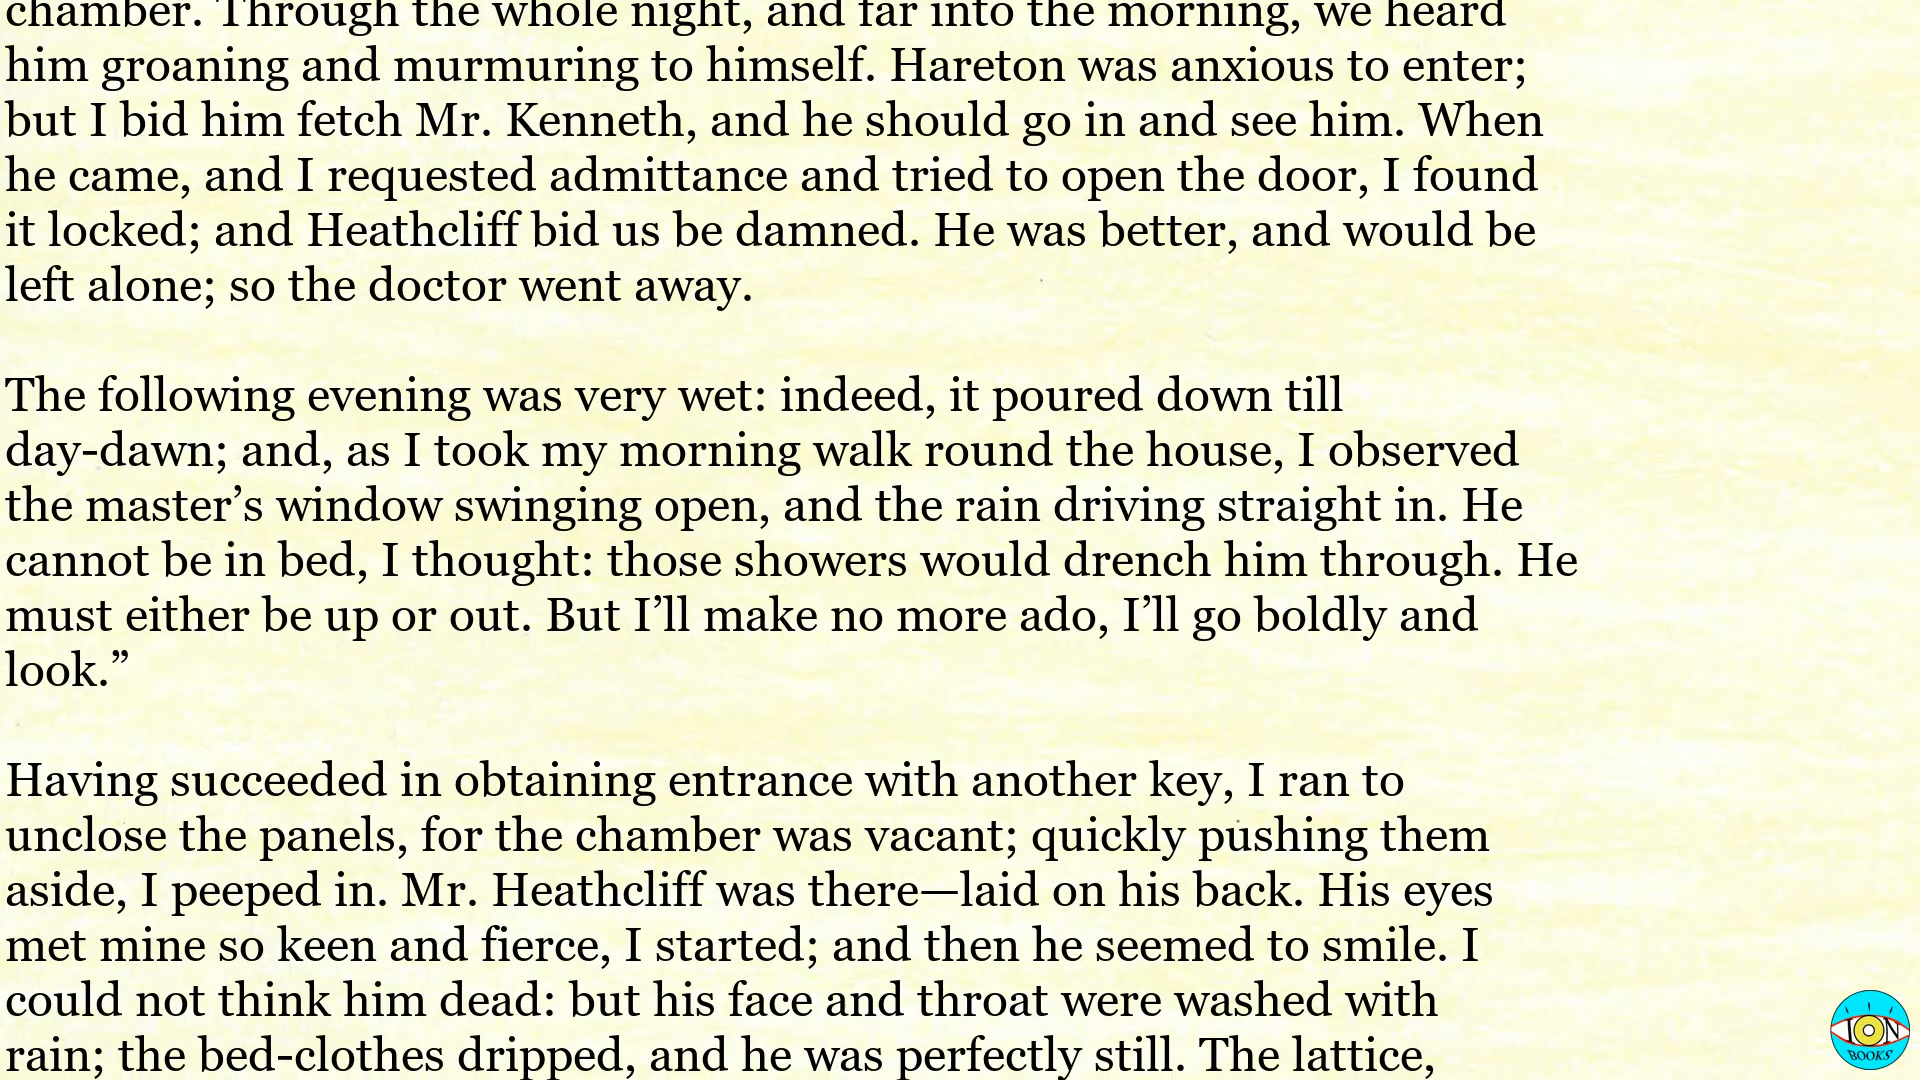 chamber. Through the whole night, and far into the morning, we heard
him groaning and murmuring to himself. Hareton was anxious to enter;
but I bid him fetch Mr. Kenneth, and he should go in and see him. When
he came, and I requested admittance and tried to open the door, I found
it locked; and Heathcliff bid us be damned. He was better, and would be
left alone; so the doctor went away.
The following evening was very wet: indeed, it poured down till
day-dawn; and, as I took my morning walk round the house, I observed
the master’s window swinging open, and the rain driving straight in. He
cannot be in bed, I thought: those showers would drench him through. He
must either be up or out. But I’ll make no more ado, I’ll go boldly and
look.”
Having succeeded in obtaining entrance with another key, I ran to
unclose the panels, for the chamber was vacant; quickly pushing them
aside, I peeped in. Mr. Heathcliff was there—laid on his back. His eyes
met mine so keen and fierce, I started; and then he seemed to smile. I
could not think him dead: but his face and throat were washed with
rain; the bed-clothes dripped, and he was perfectly still. The lattice,
ION
BOOKS